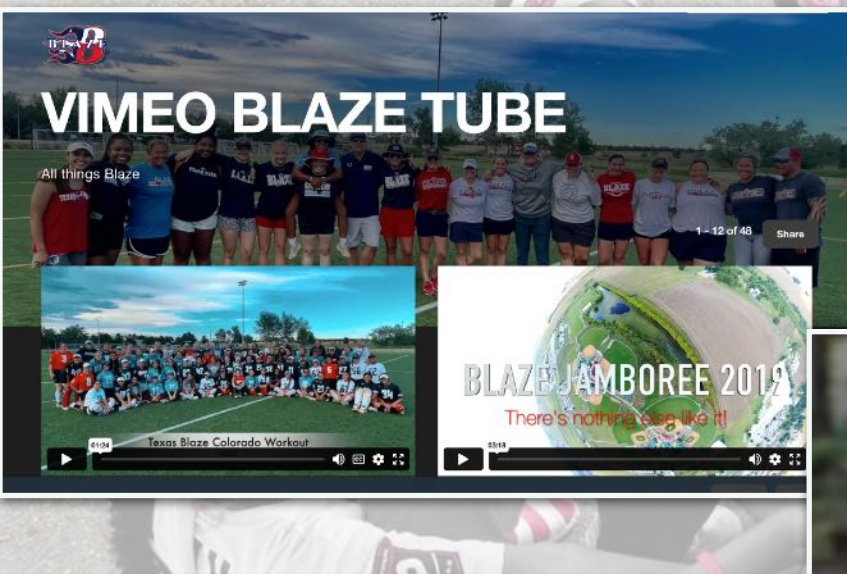 BLAZE
B
VIMEO BLAZE TUBE
All things Blaze
1 - 12 of 48
Share
01:24
Texas Blaze Colorado Workout
BLAZE JAMBOREE 2019
There's nothing else like it!
03:18